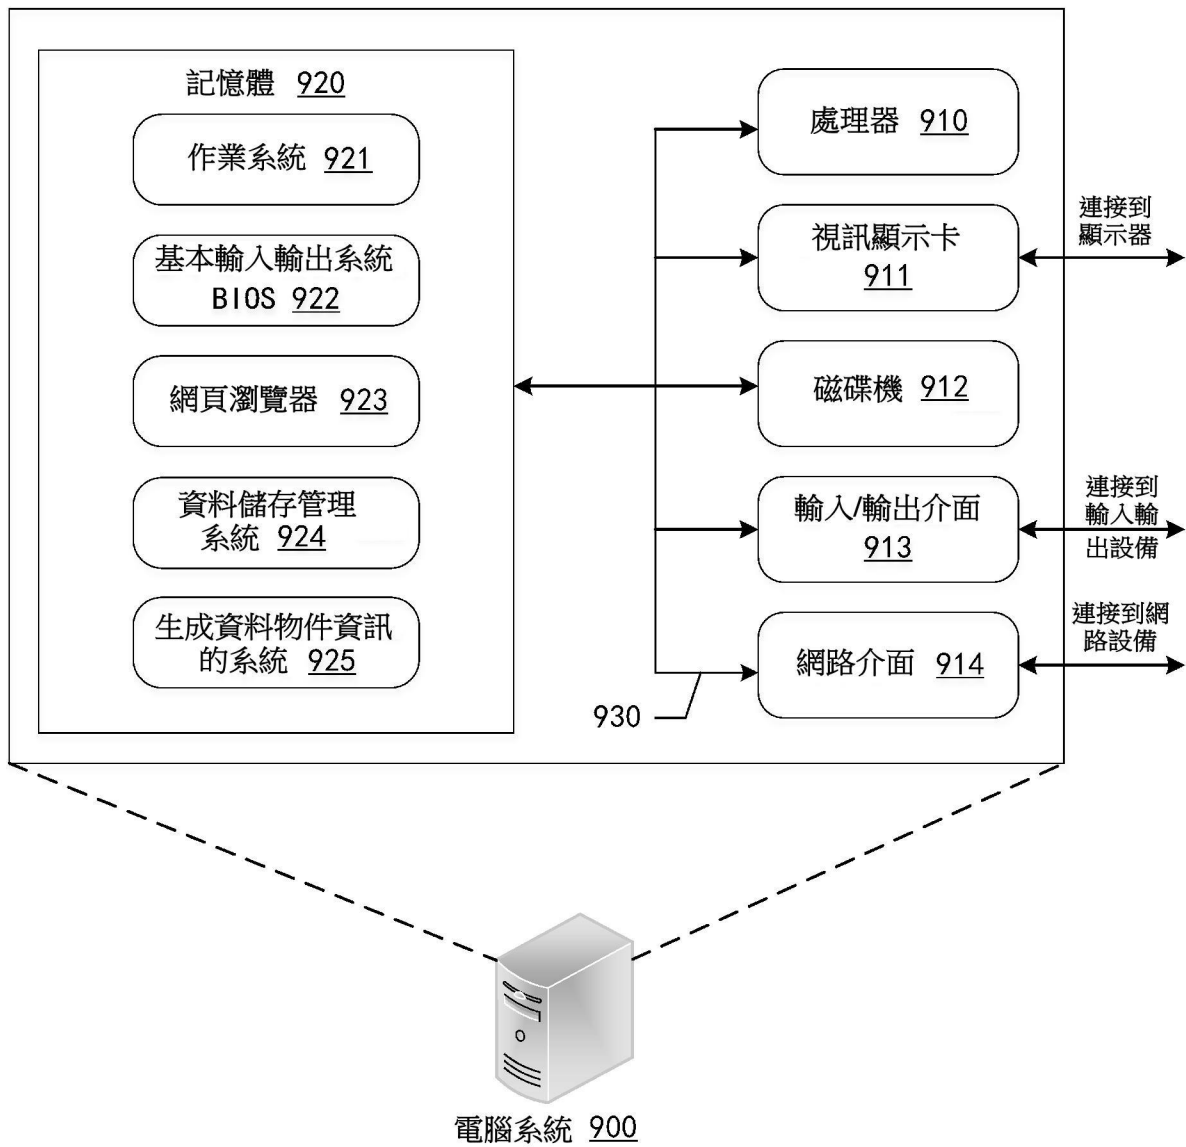 記憶體 920
作業系統 921
基本輸入輸出系統
BIOS 922
網頁瀏覽器 923
資料儲存管理
系統 924
生成資料物件資訊
的系統 925
處理器 910
視訊顯示卡
911
磁碟機 912
輸入/輸出介面
913
網路介面 914
930
連接到
顯示器
連接到
輸入輸
出設備
連接到網
路設備
電腦系統 900